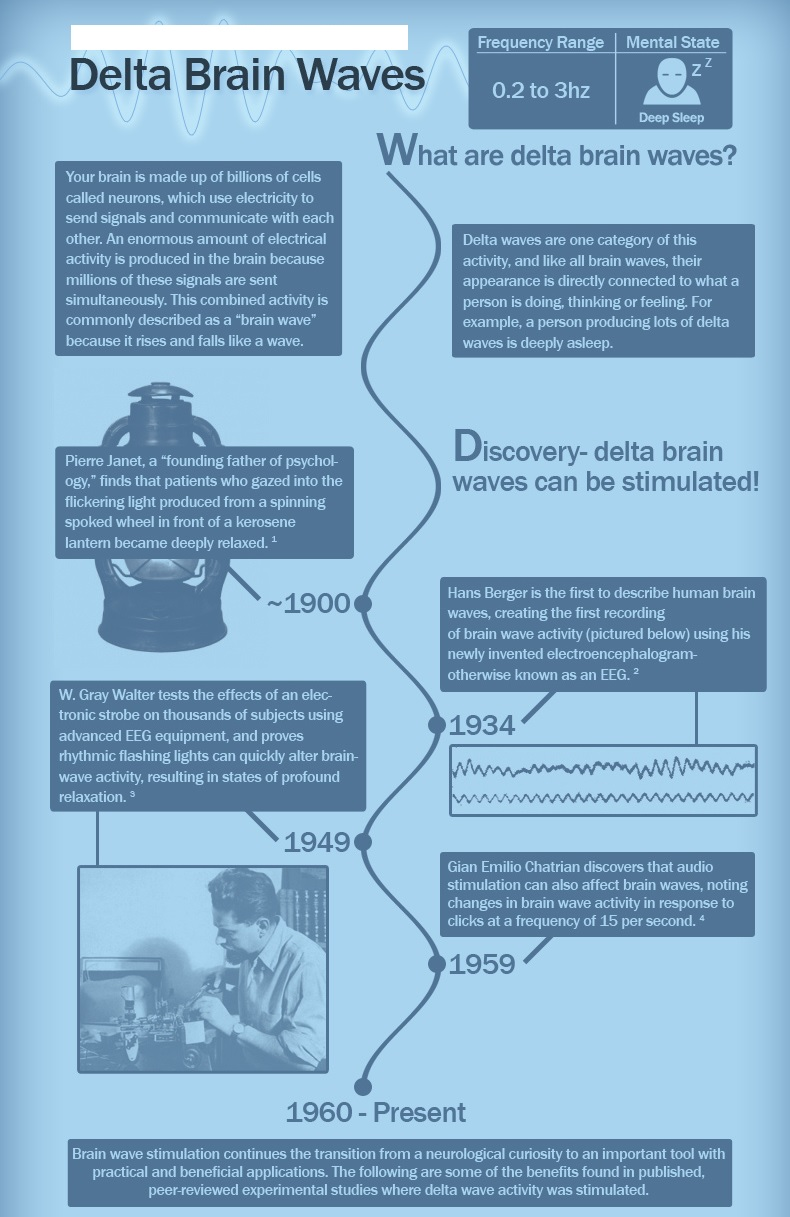 Delta Brain Waves
Frequency Range
Mental State
0.2 to 3hz
z z
Deep Sleep
What are delta brain waves?
Your brain is made up of billions of cells
called neurons, which use electricity to
send signals and communicate with each
other. An enormous amount of electrical
activity is produced in the brain because
millions of these signals are sent
simultaneously. This combined activity is
commonly described as a “brain wave”
because it rises and falls like a wave.
Delta waves are one category of this
activity, and like all brain waves, their
appearance is directly connected to what a
person is doing, thinking or feeling. For
example, a person producing lots of delta
waves is deeply asleep.
Discovery- delta brain
waves can be stimulated!
Pierre Janet, a “founding father of psychol-
ogy,” finds that patients who gazed into the
flickering light produced from a spinning
spoked wheel in front of a kerosene
lantern became deeply relaxed. ¹
~1900
Hans Berger is the first to describe human brain
waves, creating the first recording
of brain wave activity (pictured below) using his
newly invented electroencephalogram-
otherwise known as an EEG. ²
1934
W. Gray Walter tests the effects of an elec-
tronic strobe on thousands of subjects using
advanced EEG equipment, and proves
rhythmic flashing lights can quickly alter brain-
wave activity, resulting in states of profound
relaxation. ³
1949
Gian Emilio Chatrian discovers that audio
stimulation can also affect brain waves, noting
changes in brain wave activity in response to
clicks at a frequency of 15 per second. ⁴
1959
1960 - Present
Brain wave stimulation continues the transition from a neurological curiosity to an important tool with
practical and beneficial applications. The following are some of the benefits found in published,
peer-reviewed experimental studies where delta wave activity was stimulated.